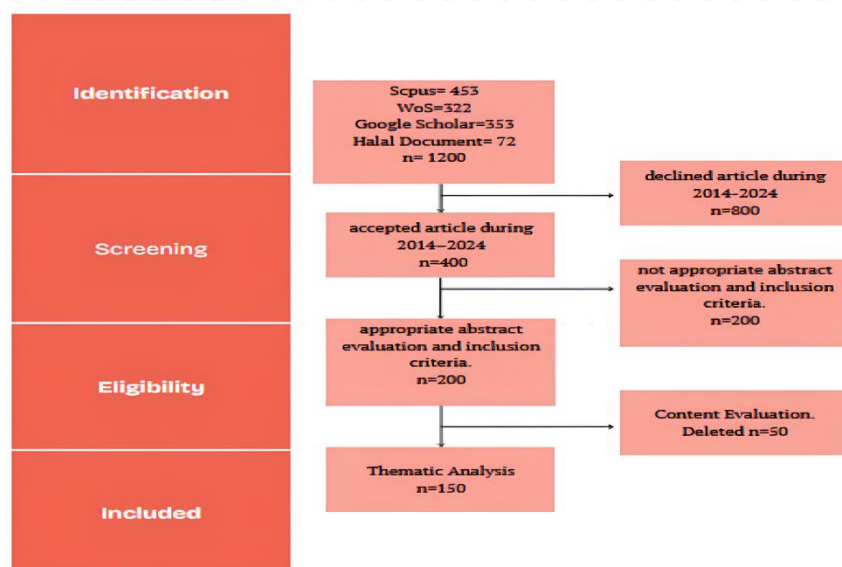 Identification
Scpus= 453
WoS=322
Google Scholar=353
Halal Document= 72
n= 1200
declined article during
2014-2024
n=800
Screening
accepted article during
2014–2024
n=400
not appropriate abstract
evaluation and inclusion
criteria.
n=200
Eligibility
appropriate abstract
evaluation and inclusion
criteria.
n=200
Content Evaluation.
Deleted n=50
Included
Thematic Analysis
n=150